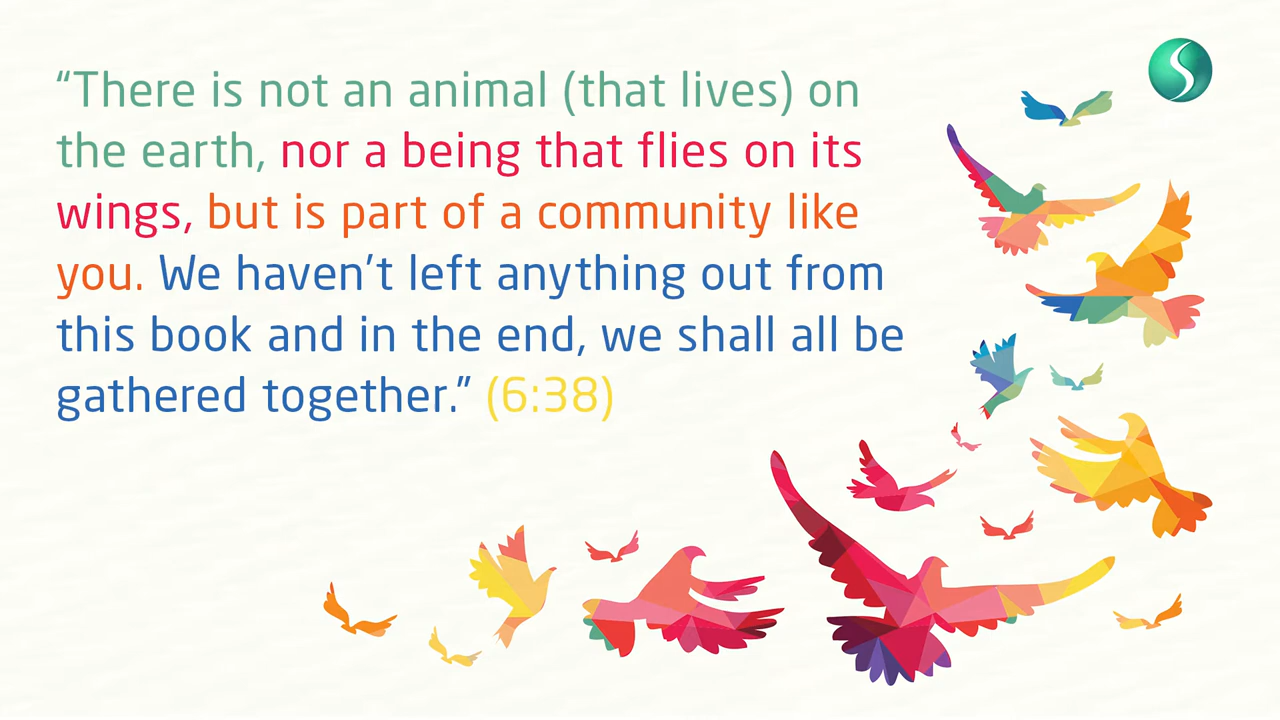 “There is not an animal (that lives) on
the earth, nor a being that flies on its
wings, but is part of a community like
you. We haven’t left anything out from
this book and in the end, we shall all be
gathered together.” (6:38)